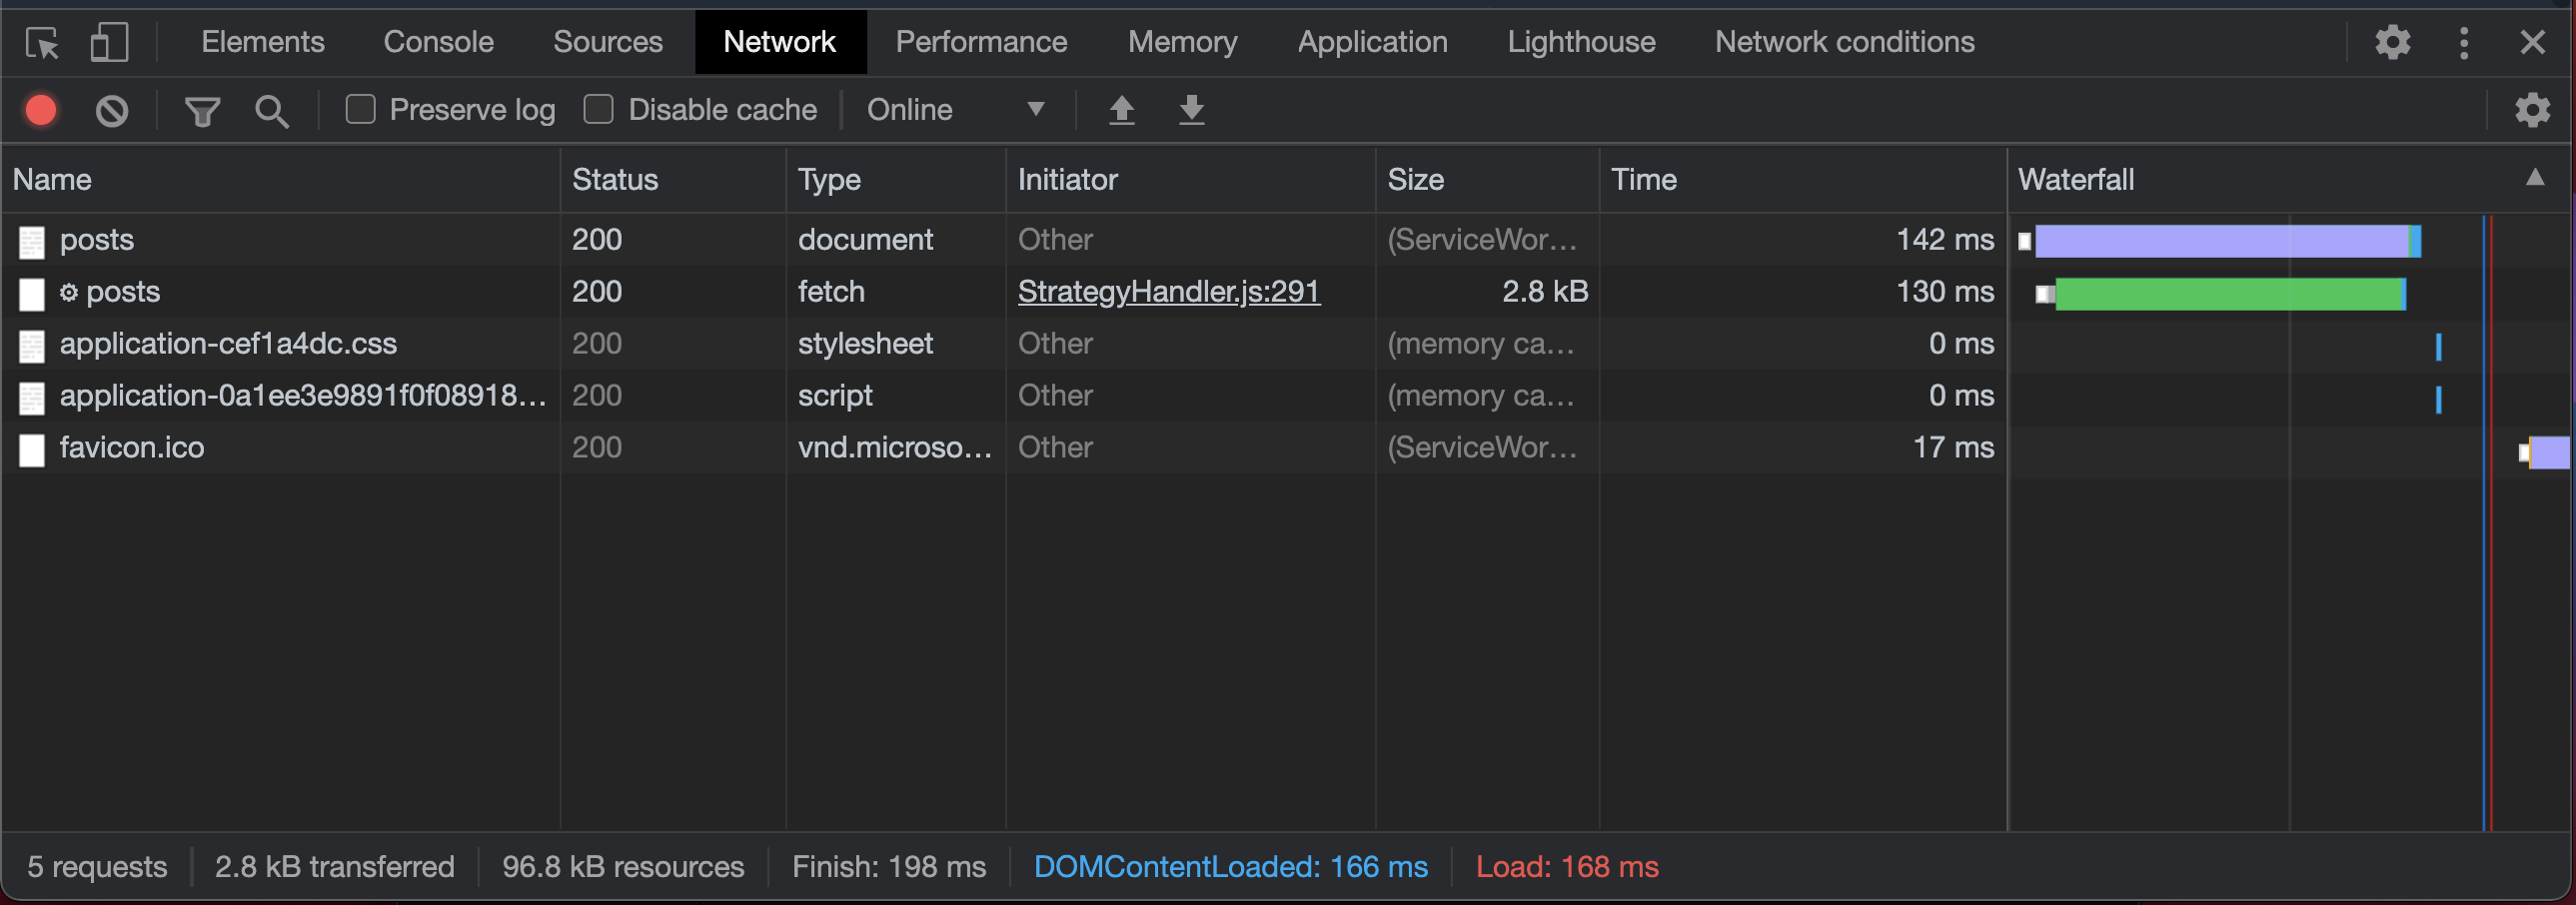 Elements Console Sources Network Performance Memory Application Lighthouse Network conditions
Preserve log Disable cache Online
Name Status Type Initiator Size Time Waterfall
posts 200 document Other (ServiceWor… 142 ms
posts 200 fetch StrategyHandler.js:291 2.8 kB 130 ms
application-cef1a4dc.css 200 stylesheet Other (memory ca… 0 ms
application-0a1ee3e9891f0f08918… 200 script Other (memory ca… 0 ms
favicon.ico 200 vnd.microso… Other (ServiceWor… 17 ms
5 requests 2.8 kB transferred 96.8 kB resources Finish: 198 ms DOMContentLoaded: 166 ms Load: 168 ms